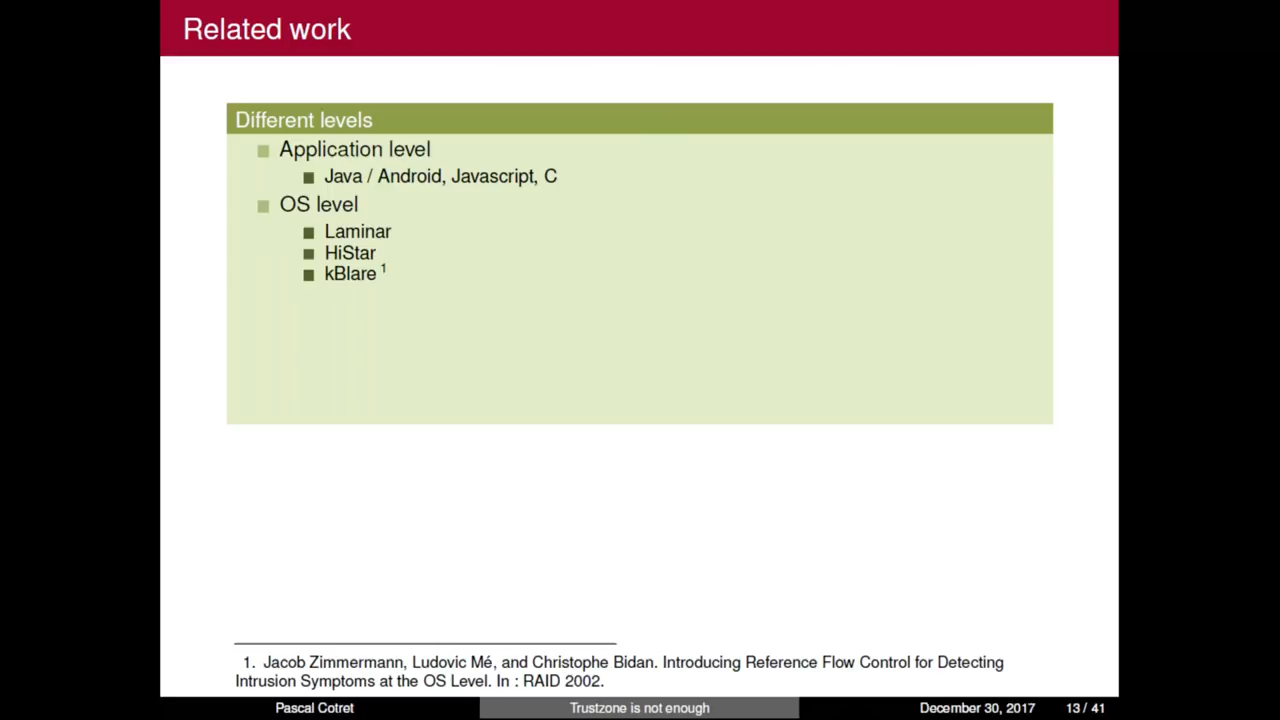 Related work
Different levels
Application level
Java / Android, Javascript, C
OS level
Laminar
HiStar
kBlare 1
1. Jacob Zimmermann, Ludovic Mé, and Christophe Bidan. Introducing Reference Flow Control for Detecting
Intrusion Symptoms at the OS Level. In : RAID 2002.
Pascal Cotret Trustzone is not enough December 30, 2017 13 / 41